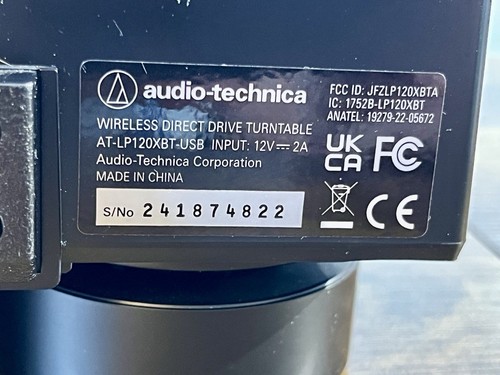 audio-technica
WIRELESS DIRECT DRIVE TURNTABLE
AT-LP120XBT-USB INPUT: 12V⎓2A
Audio-Technica Corporation
MADE IN CHINA
S/No 241874822
FCC ID: JFZLP120XBTA
IC: 1752B-LP120XBT
ANATEL: 19279-22-05672
UK
CA
FC
CE